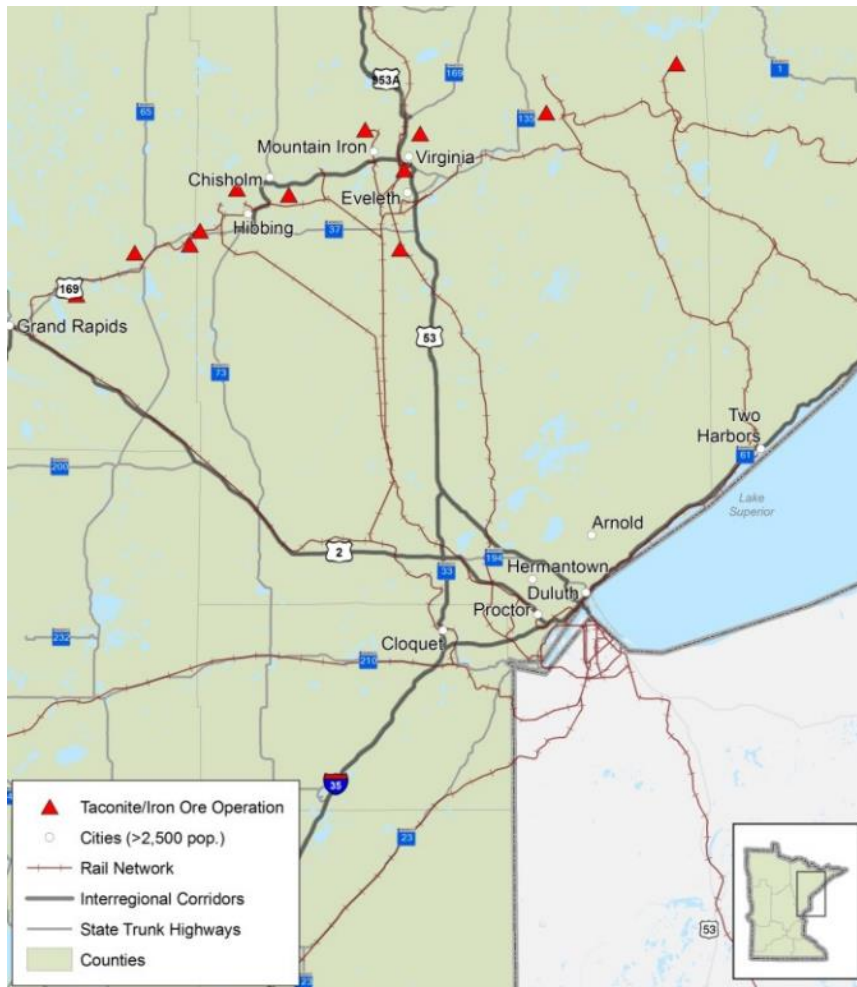 53A
169
1
65
135
Mountain Iron
Virginia
Chisholm
Eveleth
Hibbing
37
169
Grand Rapids
53
73
Two
Harbors
61
200
Lake
Superior
Arnold
2
194
33
Hermantown
Duluth
Proctor
232
Cloquet
210
35
23
Taconite/Iron Ore Operation
Cities (>2,500 pop.)
Rail Network
Interregional Corridors
State Trunk Highways
Counties
53
23